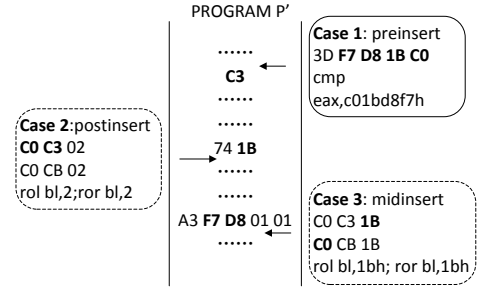 PROGRAM P’
......
C3
......
......
74 1B
......
......
A3 F7 D8 01 01
......
Case 1: preinsert
3D F7 D8 1B C0
cmp
eax,c01bd8f7h
Case 2:postinsert
C0 C3 02
C0 CB 02
rol bl,2;ror bl,2
Case 3: midinsert
C0 C3 1B
C0 CB 1B
rol bl,1bh; ror bl,1bh